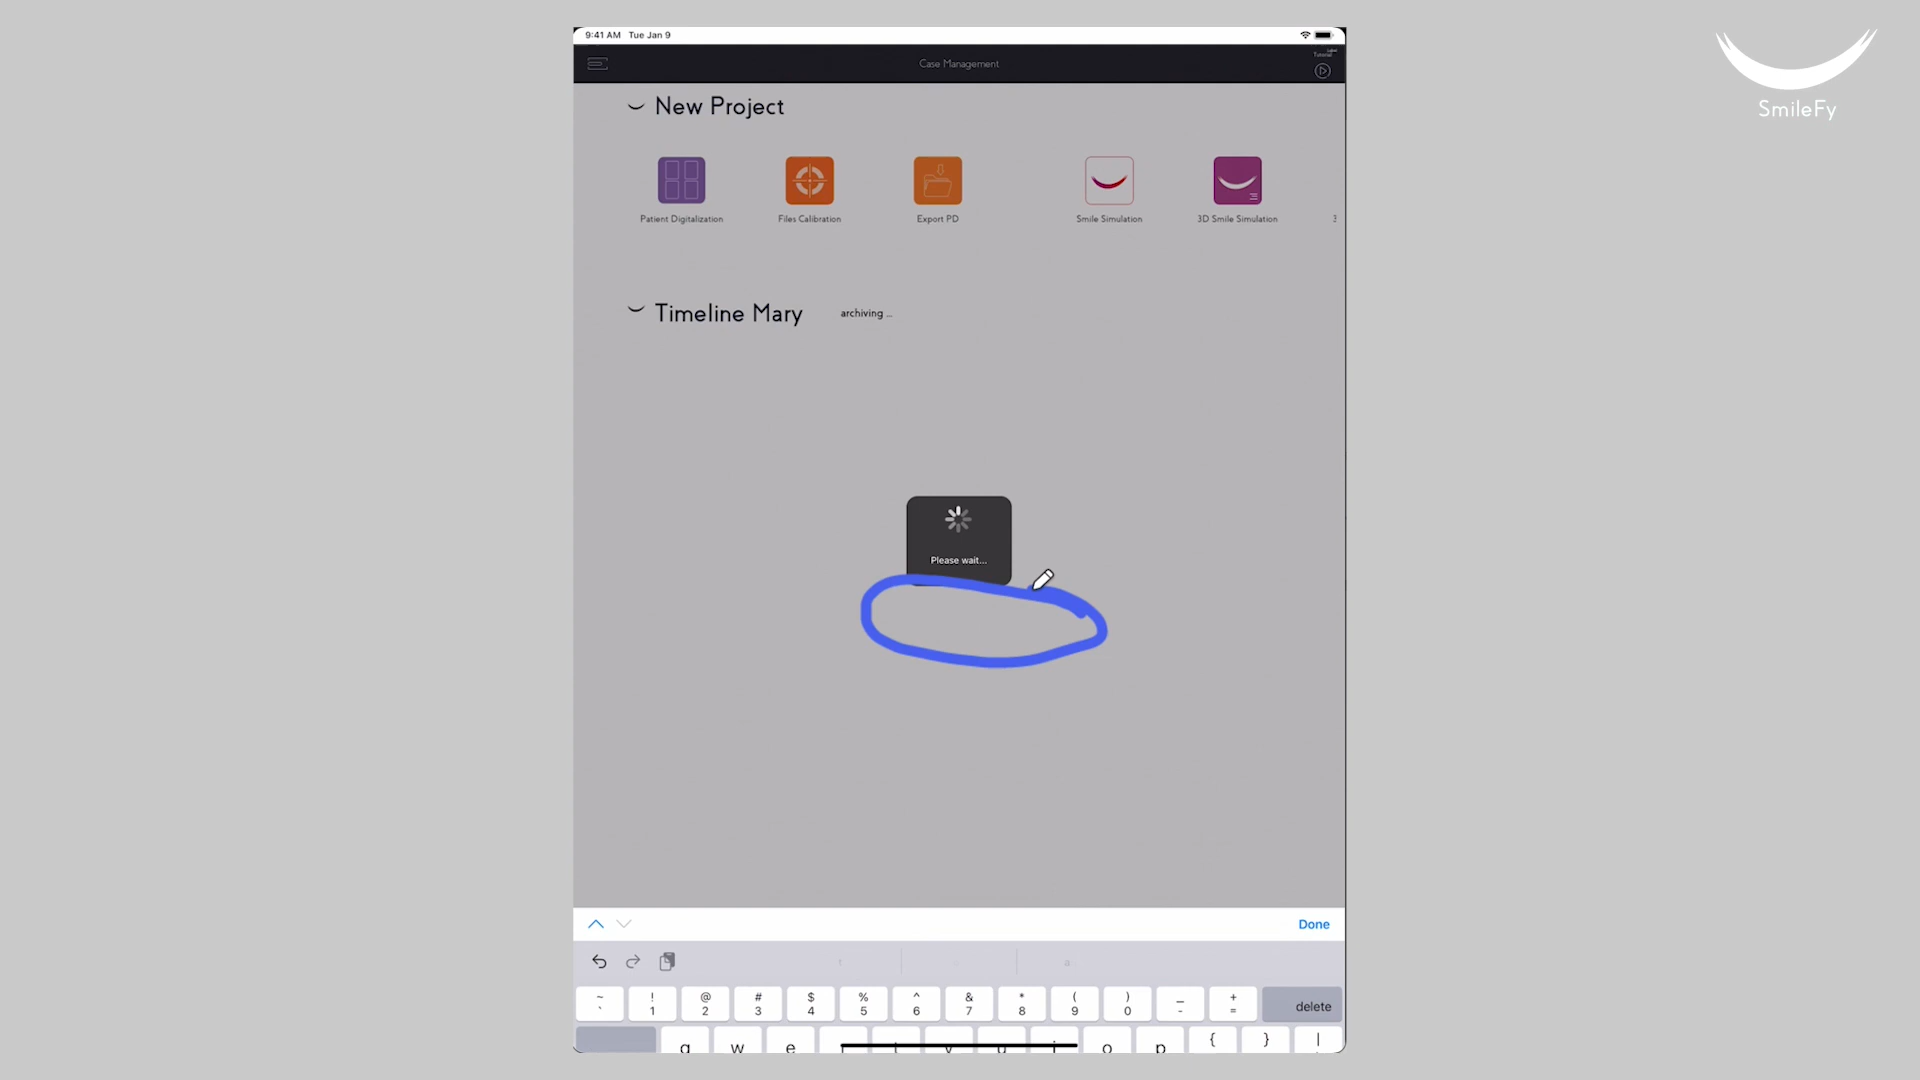 9:41 AM Tue Jan 9
Case Management
Tutorial
SmileFy
New Project
Patient Digitalization
Files Calibration
Export PD
Smile Simulation
3D Smile Simulation
3
Timeline Mary
archiving ...
Please wait...
Done
~ ! @ # $ % ^ & * ( ) _ +
` 1 2 3 4 5 6 7 8 9 0 - = delete
q w e t y u i o p { } |